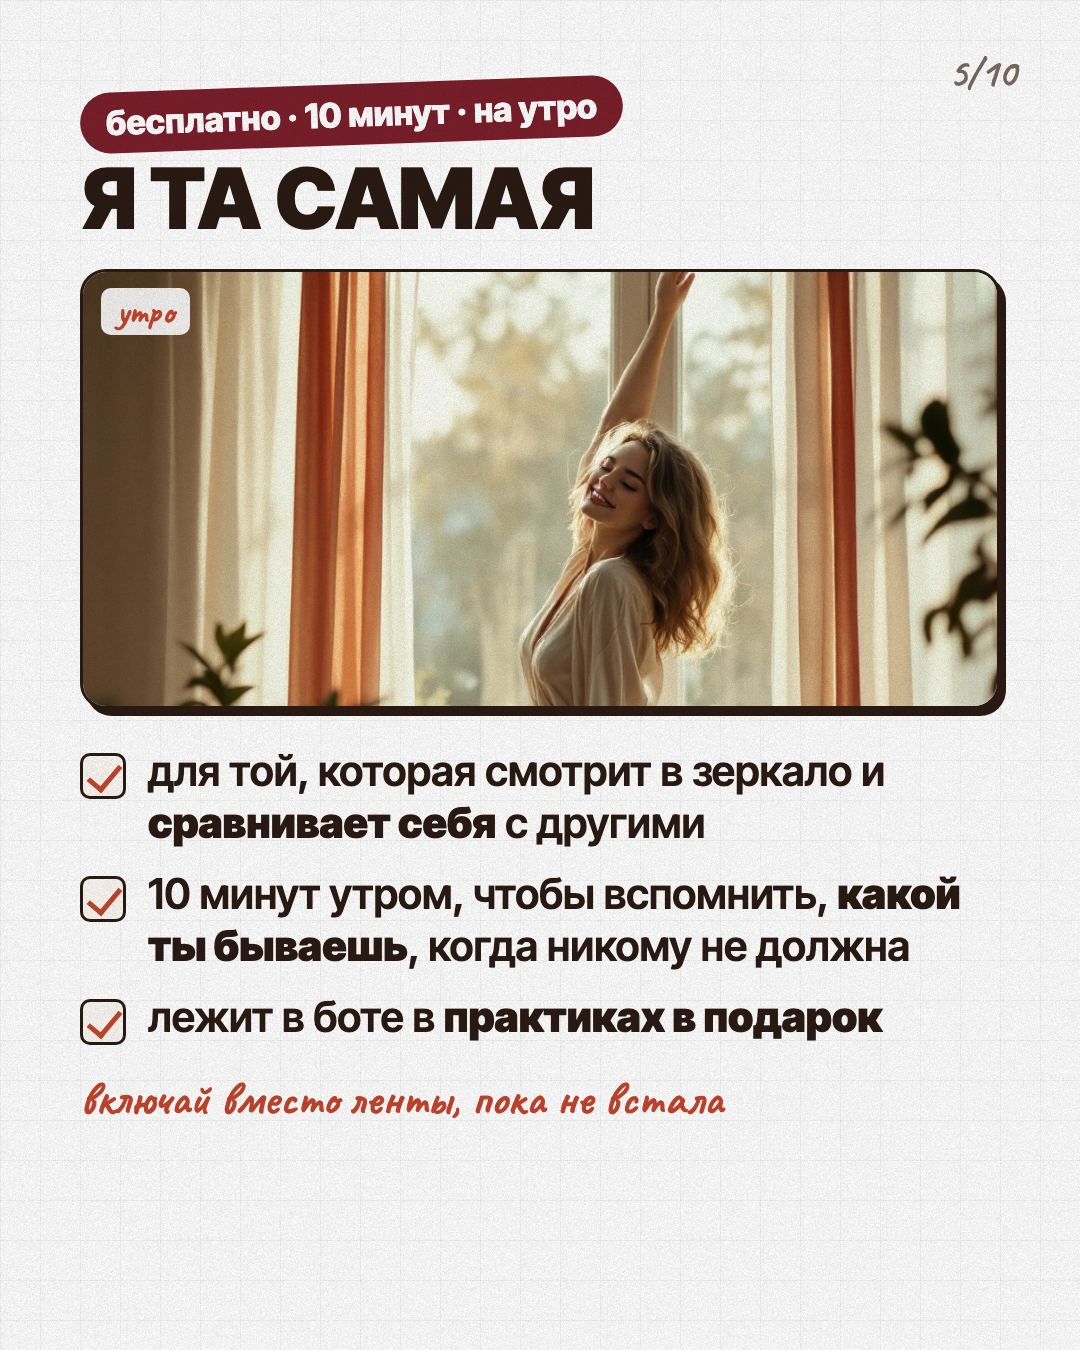 5/10
бесплатно · 10 минут · на утро
Я ТА САМАЯ
утро
для той, которая смотрит в зеркало и
сравнивает себя с другими
10 минут утром, чтобы вспомнить, какой
ты бываешь, когда никому не должна
лежит в боте в практиках в подарок
включай вместо ленты, пока не встала